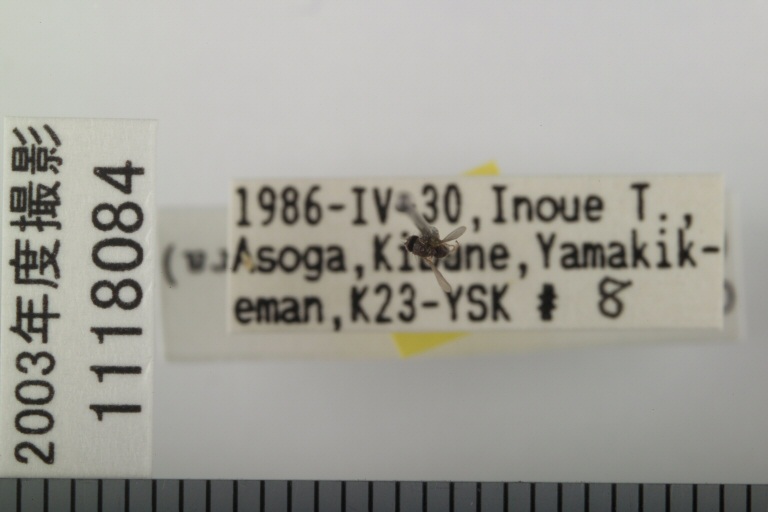 2003年度撮影
1118084
1986-IV-30, Inoue T.,
Asoga, Kibune, Yamakik-
eman, K23-YSK # 8